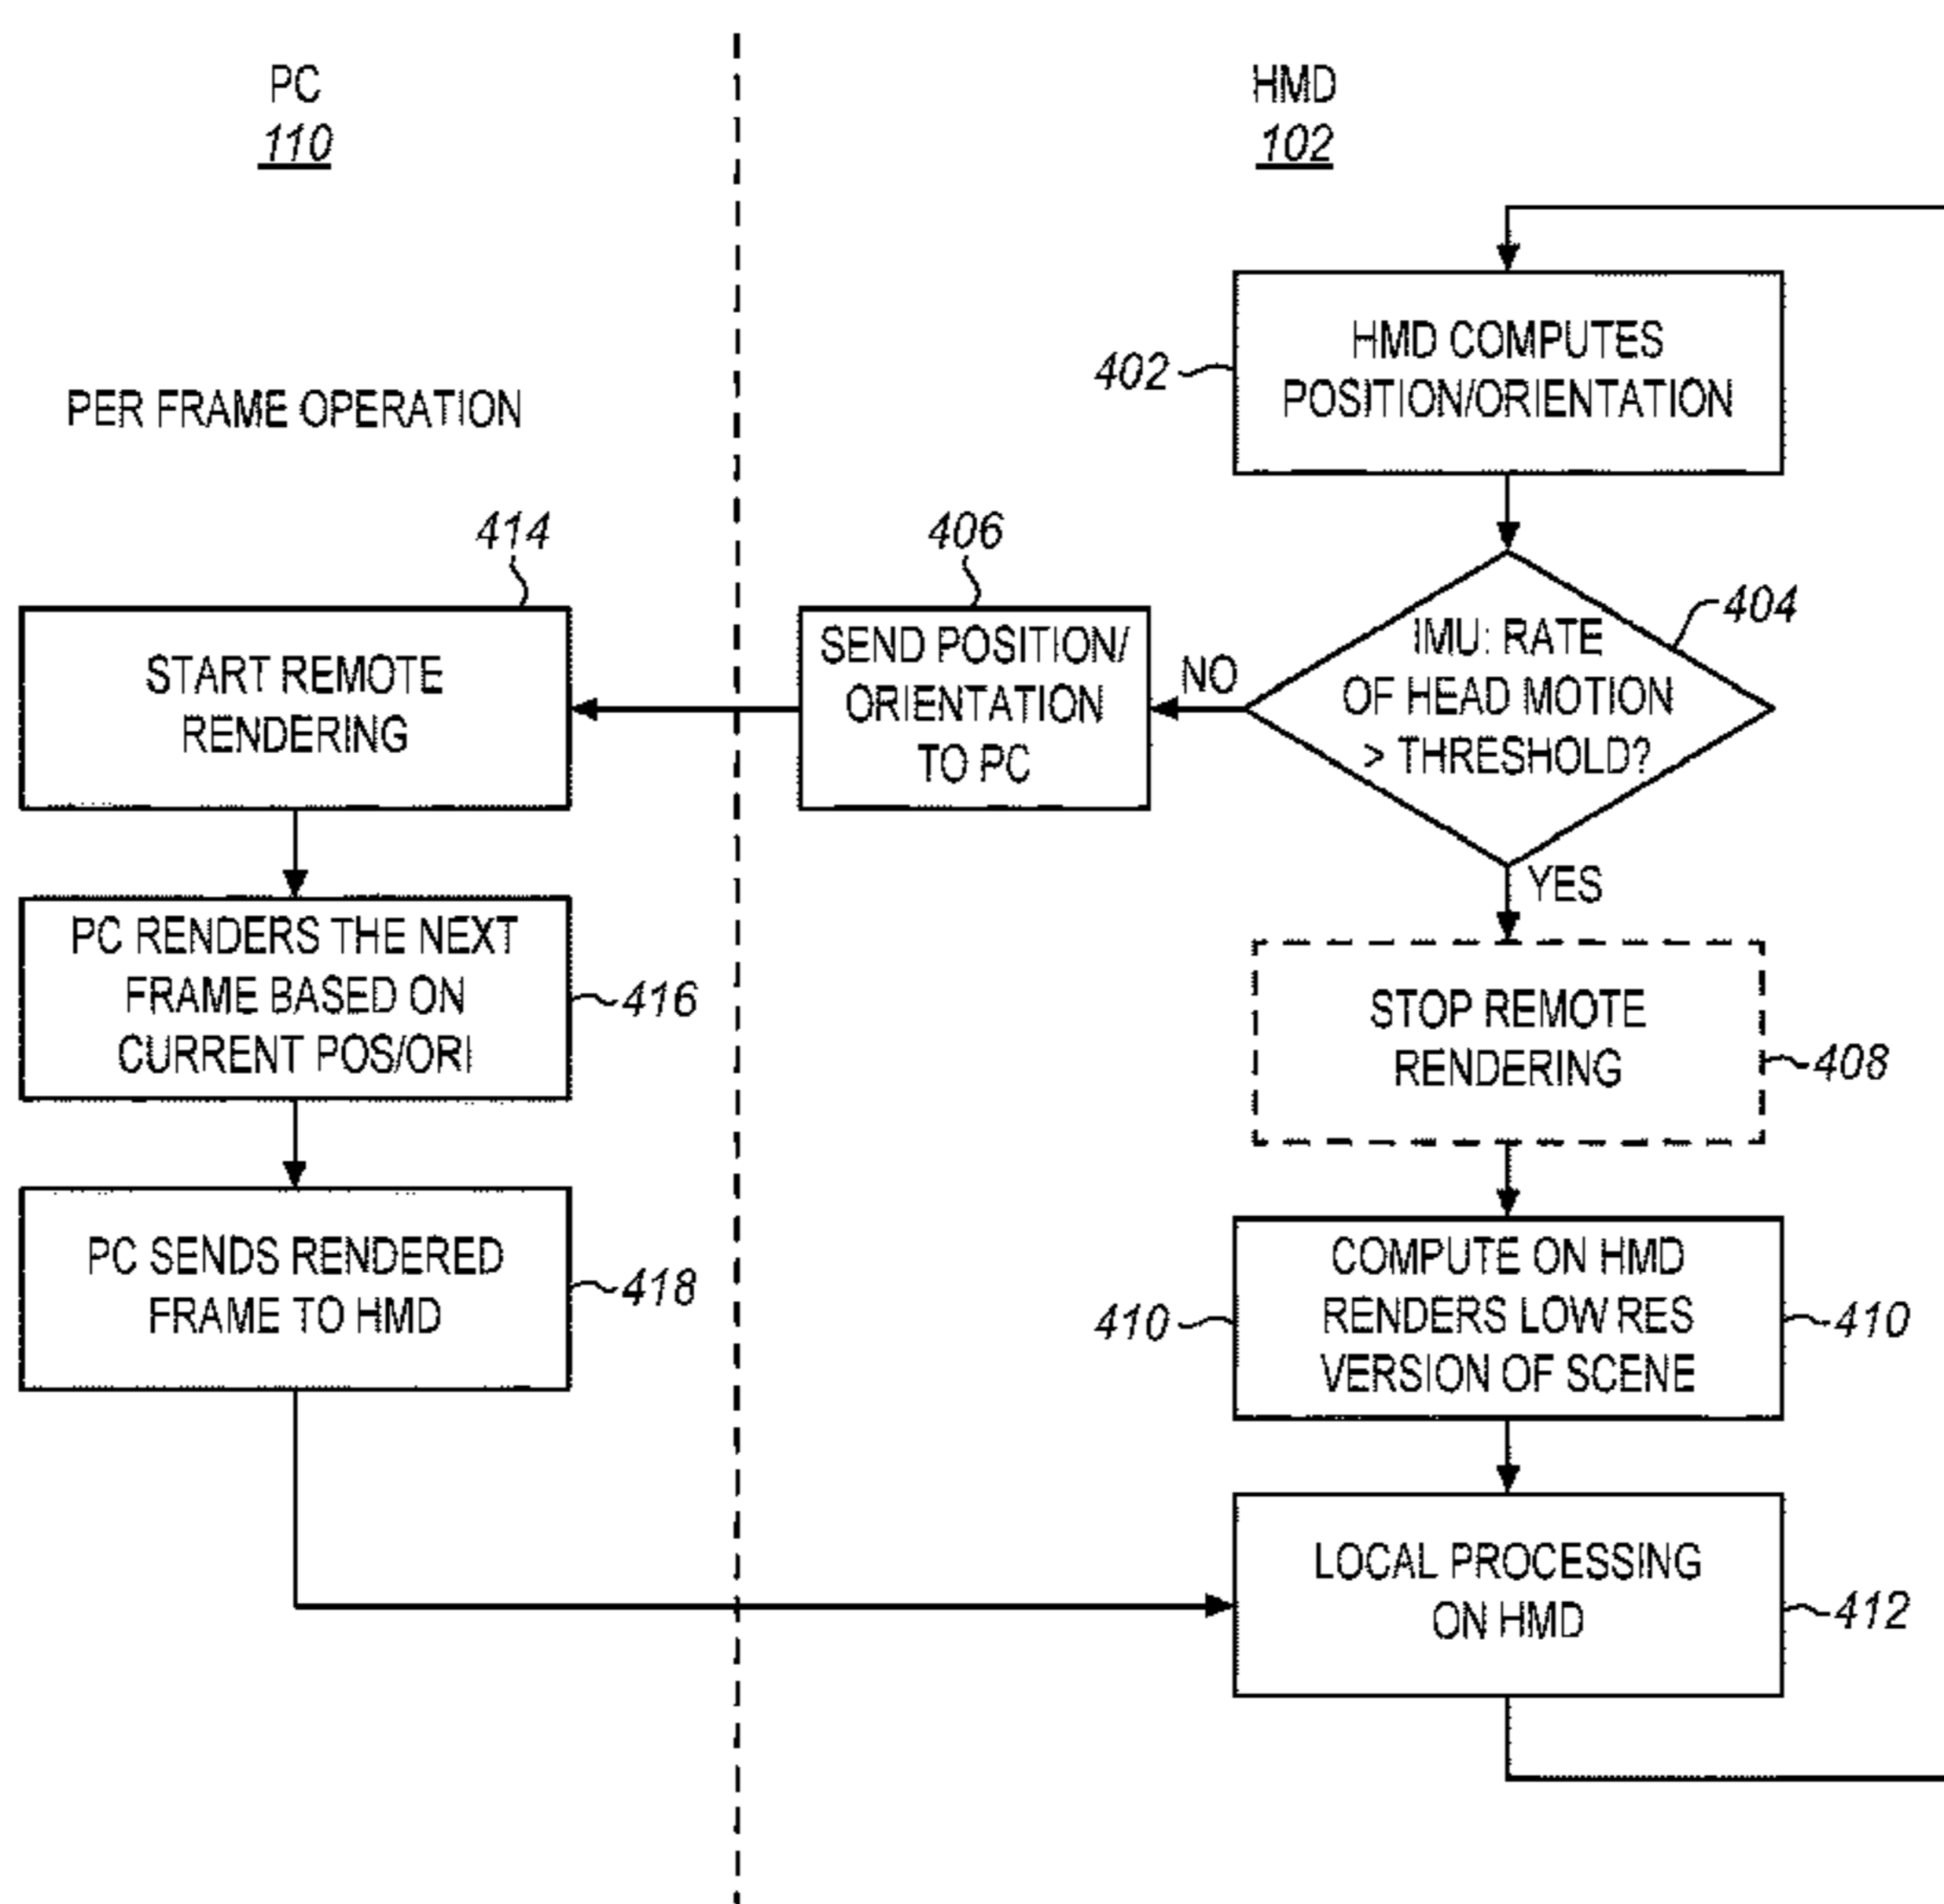 PC
110
HMD
102
PER FRAME OPERATION
402
HMD COMPUTES
POSITION/ORIENTATION
414
START REMOTE
RENDERING
406
SEND POSITION/
ORIENTATION
TO PC
NO
404
IMU: RATE
OF HEAD MOTION
> THRESHOLD?
YES
PC RENDERS THE NEXT
FRAME BASED ON
CURRENT POS/ORI
416
STOP REMOTE
RENDERING
408
PC SENDS RENDERED
FRAME TO HMD
418
410
COMPUTE ON HMD
RENDERS LOW RES
VERSION OF SCENE
410
LOCAL PROCESSING
ON HMD
412